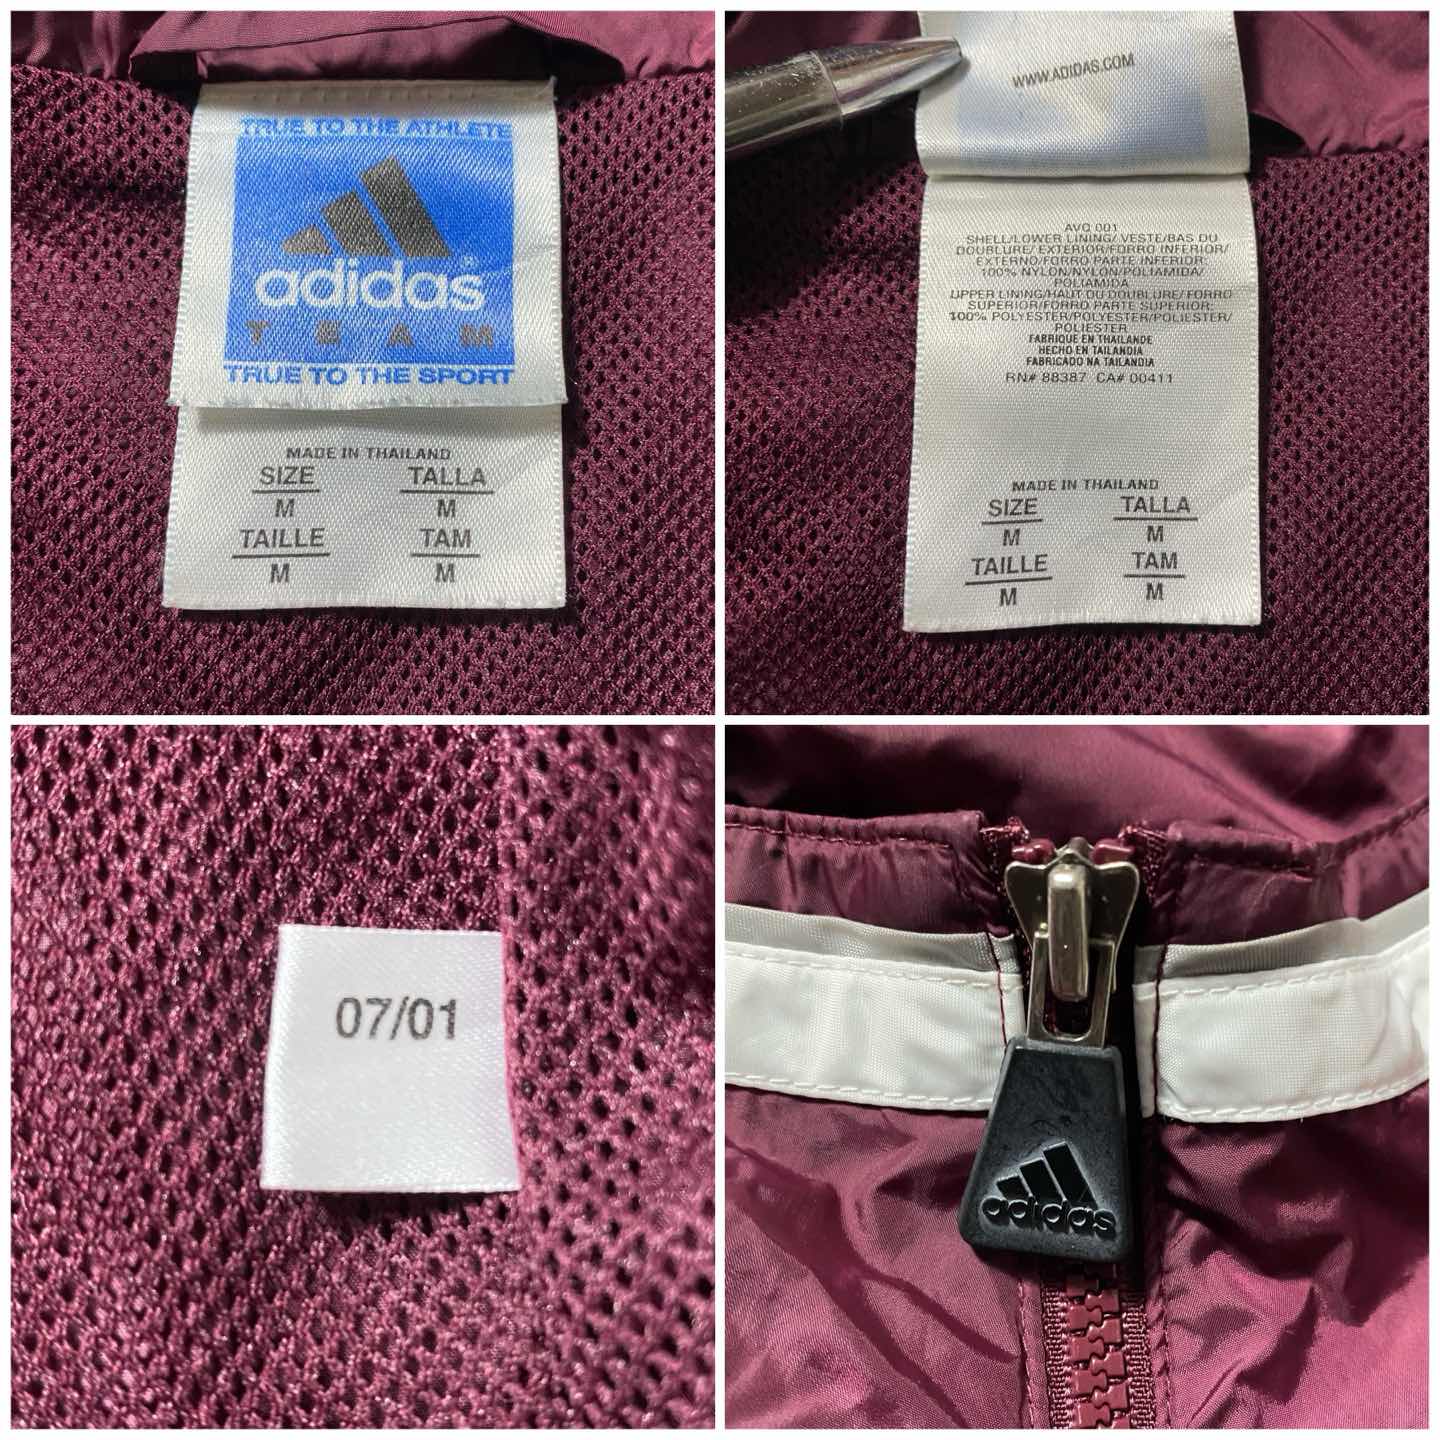 TRUE TO THE ATHLETE
adidas®
TEAM
TRUE TO THE SPORT
MADE IN THAILAND
SIZE TALLA
M M
TAILLE TAM
M M
WWW.ADIDAS.COM
AVQ 001
SHELL/LOWER LINING/ VESTE/BAS DU
DOUBLURE/ EXTERIOR/FORRO INFERIOR/
EXTERNO/FORRO PARTE INFERIOR:
100% NYLON/NYLON/POLIAMIDA/
POLIAMIDA
UPPER LINING/HAUT DU DOUBLURE/ FORRO
SUPERIOR/FORRO PARTE SUPERIOR:
100% POLYESTER/POLYESTER/POLIESTER/
POLIESTER
FABRIQUE EN THAILANDE
HECHO EN TAILANDIA
FABRICADO NA TAILANDIA
RN# 88387 CA# 00411
MADE IN THAILAND
SIZE TALLA
M M
TAILLE TAM
M M
07/01
adidas